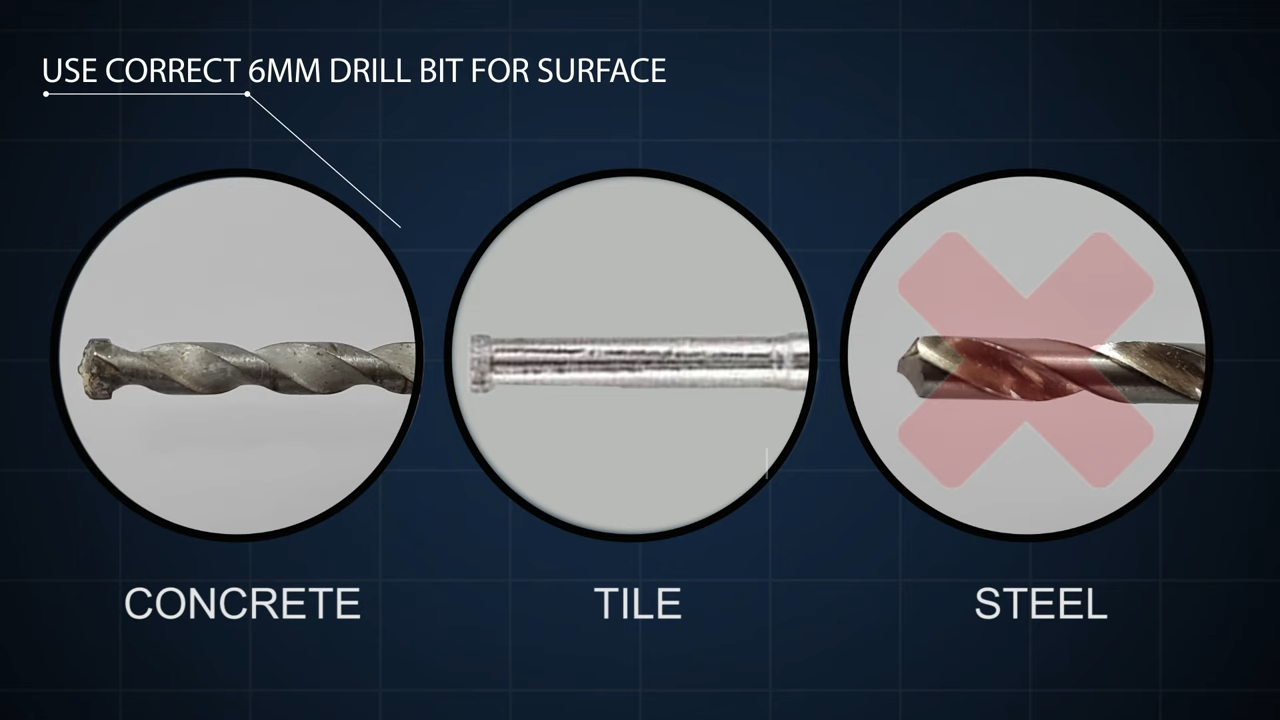 USE CORRECT 6MM DRILL BIT FOR SURFACE
CONCRETE
TILE
STEEL